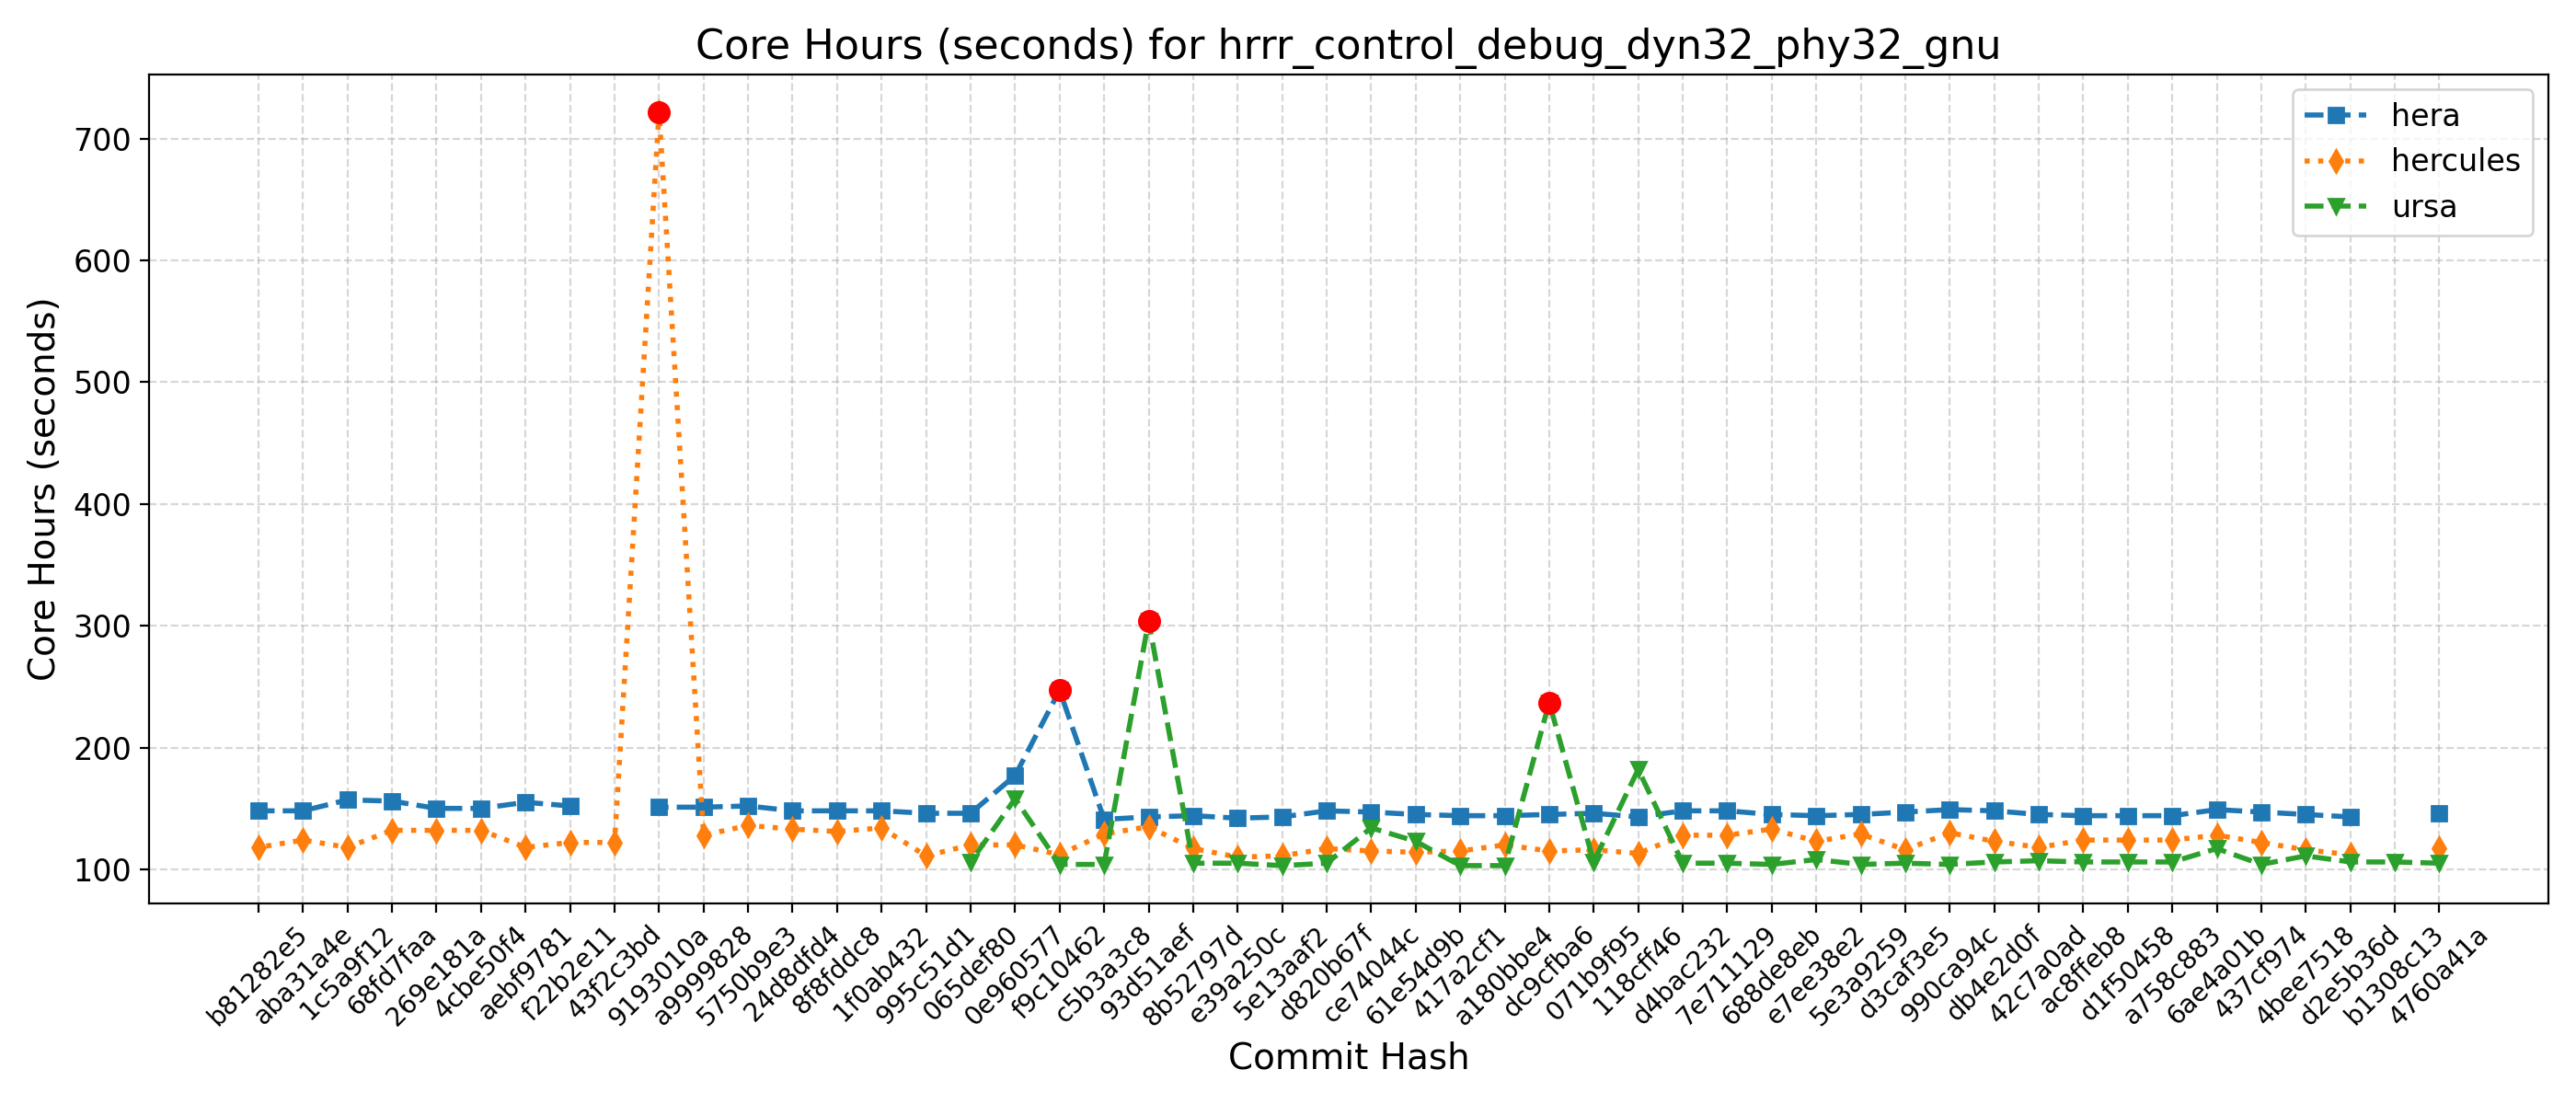 Core Hours (seconds) for hrrr_control_debug_dyn32_phy32_gnu
hera
hercules
ursa
Core Hours (seconds)
700
600
500
400
300
200
100
b81282e5
aba31a4e
1c5a9f12
68fd7faa
269e181a
4cbe50f4
aebf9781
f22b2e11
43f2c3bd
9193010a
a9999828
5750b9e3
24d8dfd4
8f8fddc8
1f0ab432
995c51d1
065def80
0e960577
f9c10462
c5b3a3c8
93d51aef
8b52797d
e39a250c
5e13aaf2
d820b67f
ce74044c
61e54d9b
417a2cf1
a180bbe4
dc9cfba6
071b9f95
118cff46
d4bac232
7e711129
688de8eb
e7ee38e2
5e3a9259
d3caf3e5
990ca94c
db4e2d0f
42c7a0ad
ac8ffeb8
d1f50458
a758c883
6ae4a01b
437cf974
4bee7518
d2e5b36d
b1308c13
4760a41a
Commit Hash